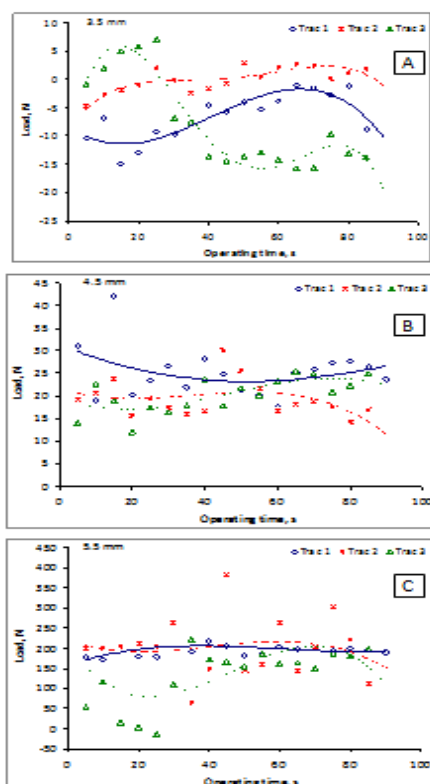 3.5 mm
Trac 1 Trac 2 Trac 3
A
Load, N
10
5
0
-5
-10
-15
-20
-25
0 20 40 60 80 100
Operating time, s
4.5 mm
Trac 1 Trac 2 Trac 3
B
Load, N
45
40
35
30
25
20
15
10
5
0
0 20 40 60 80 100
Operating time, s
5.5 mm
Trac 1 Trac 2 Trac 3
C
Load, N
450
400
350
300
250
200
150
100
50
0
-50
0 20 40 60 80 100
Operating time, s